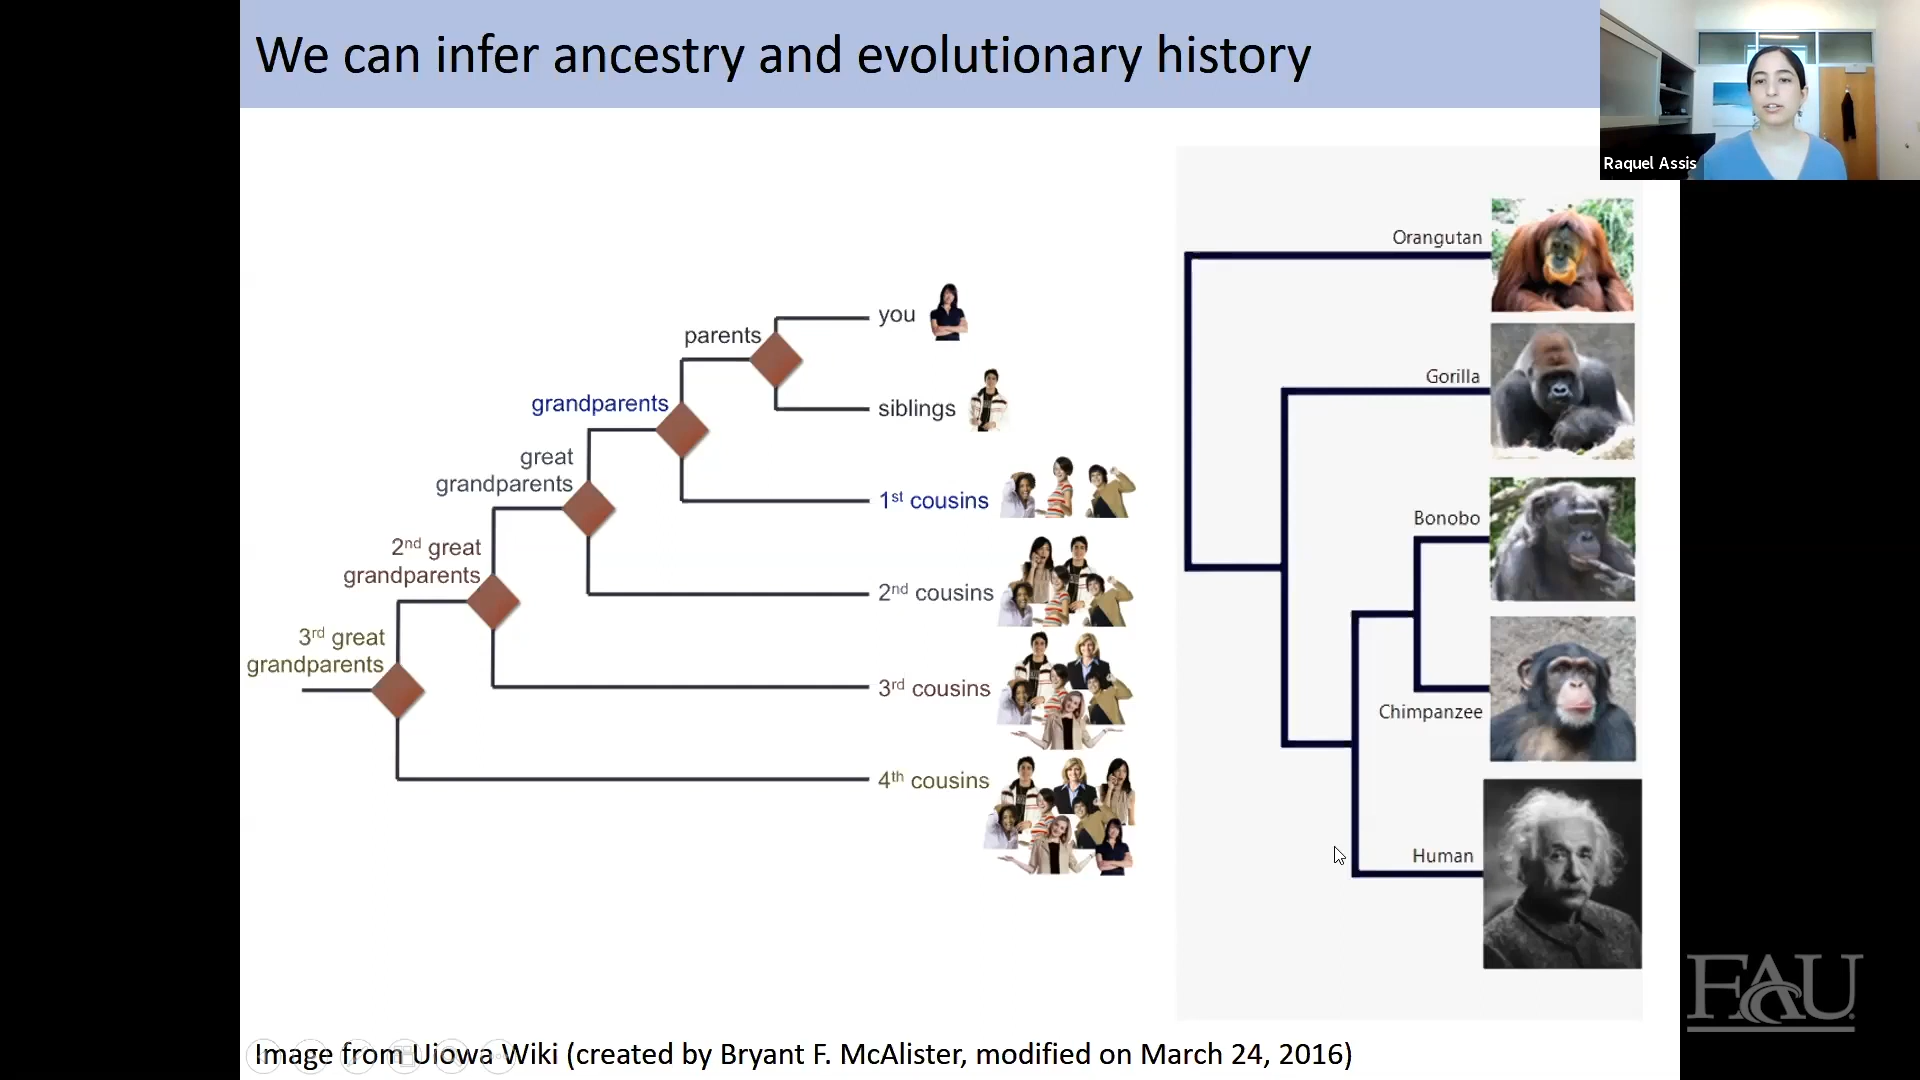 We can infer ancestry and evolutionary history
Raquel Assis
you
parents
siblings
grandparents
great
grandparents
1st cousins
2nd great
grandparents
2nd cousins
3rd great
grandparents
3rd cousins
4th cousins
Orangutan
Gorilla
Bonobo
Chimpanzee
Human
FAU
Image from Uiowa Wiki (created by Bryant F. McAlister, modified on March 24, 2016)